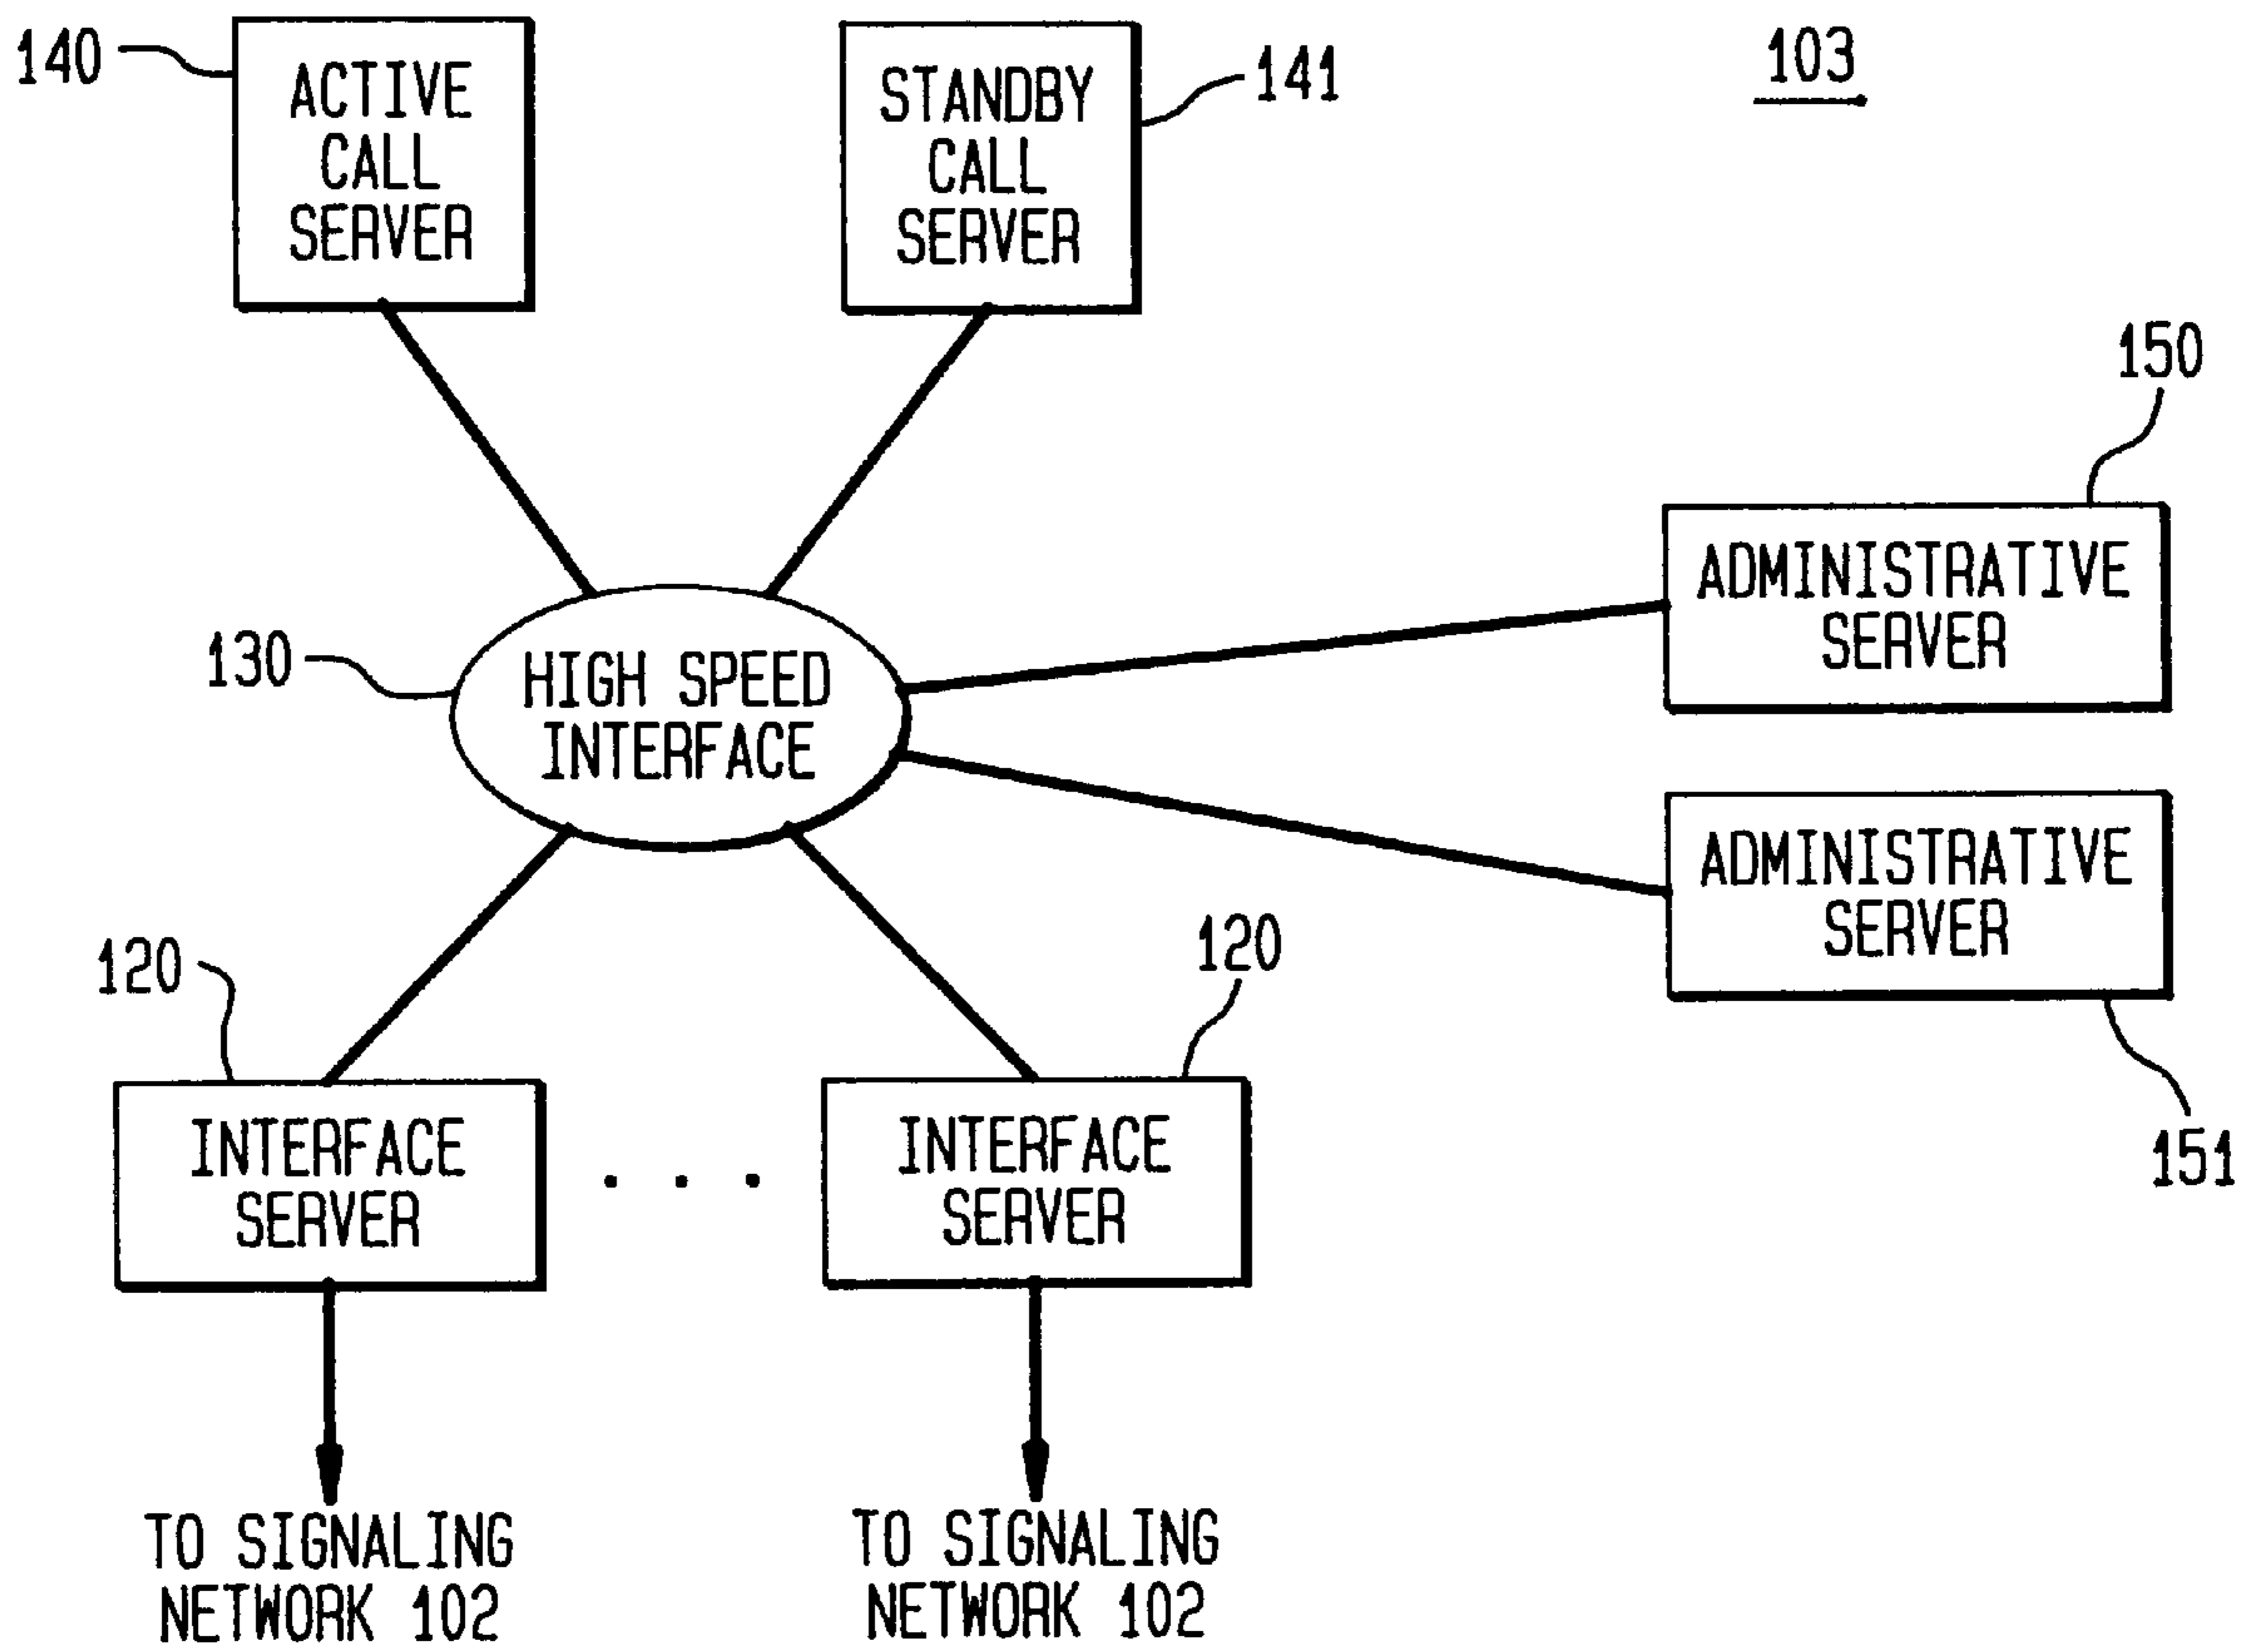 140
ACTIVE
CALL
SERVER
STANDBY
CALL
SERVER
141
103
150
ADMINISTRATIVE
SERVER
130
HIGH SPEED
INTERFACE
ADMINISTRATIVE
SERVER
151
120
INTERFACE
SERVER
. . .
120
INTERFACE
SERVER
TO SIGNALING
NETWORK 102
TO SIGNALING
NETWORK 102